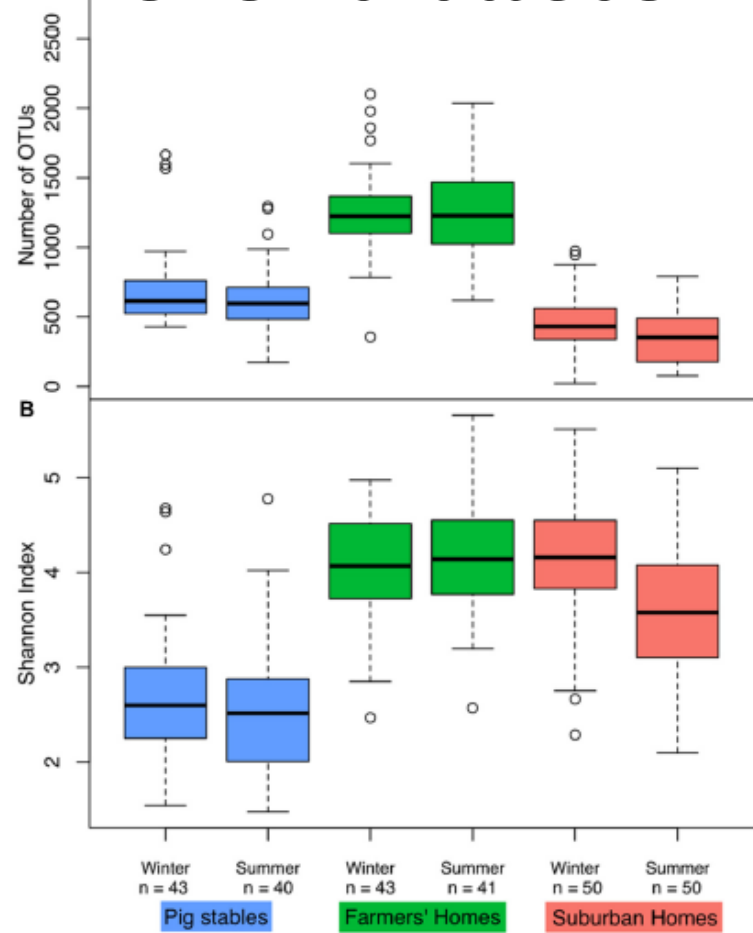 Number of OTUs
2500
2000
1500
1000
500
0
B
Shannon Index
5
4
3
2
Winter Summer Winter Summer Winter Summer
n = 43 n = 40 n = 43 n = 41 n = 50 n = 50
Pig stables Farmers' Homes Suburban Homes